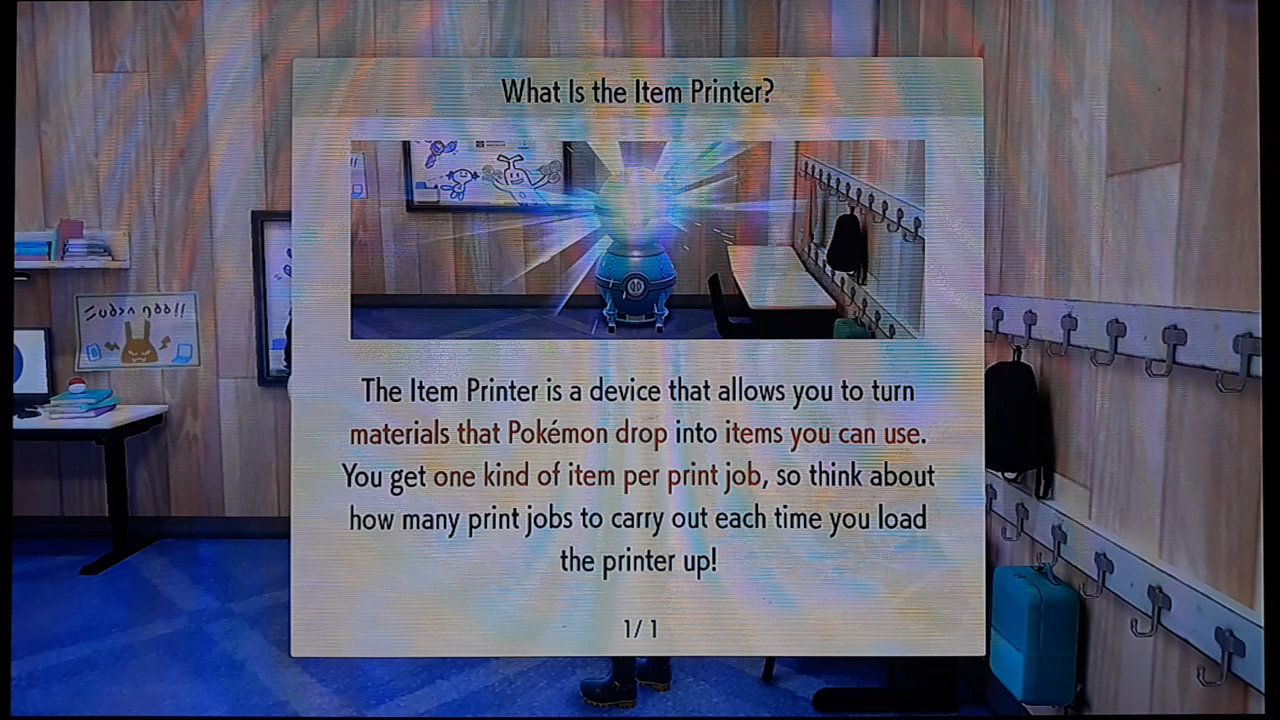 What Is the Item Printer?
The Item Printer is a device that allows you to turn
materials that Pokémon drop into items you can use.
You get one kind of item per print job, so think about
how many print jobs to carry out each time you load
the printer up!
1/1